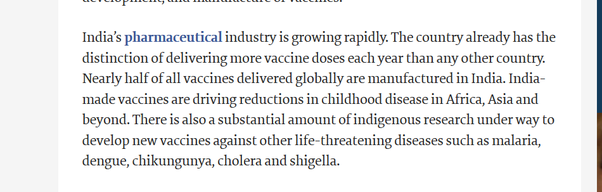 development, and manufacture of vaccines.
India's pharmaceutical industry is growing rapidly. The country already has the
distinction of delivering more vaccine doses each year than any other country.
Nearly half of all vaccines delivered globally are manufactured in India. India-
made vaccines are driving reductions in childhood disease in Africa, Asia and
beyond. There is also a substantial amount of indigenous research under way to
develop new vaccines against other life-threatening diseases such as malaria,
dengue, chikungunya, cholera and shigella.